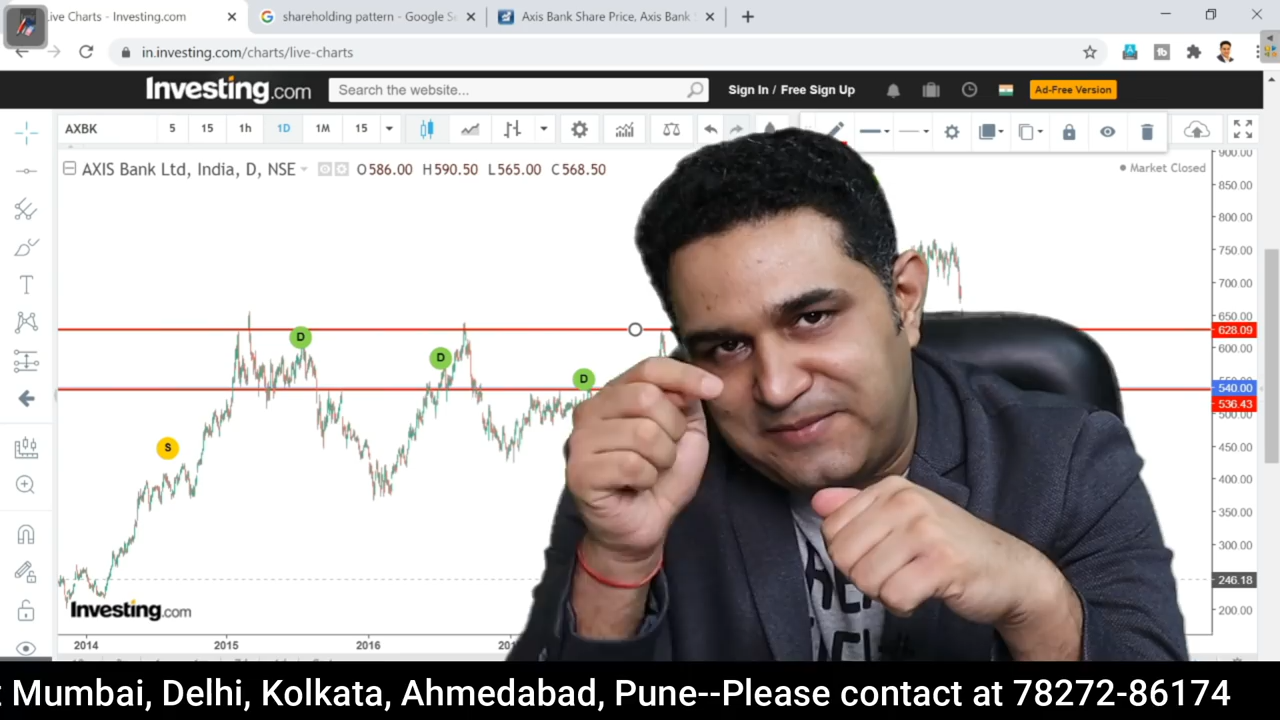 Live Charts - Investing.com
shareholding pattern - Google Se
Axis Bank Share Price, Axis Bank
in.investing.com/charts/live-charts
Investing.com
Search the website...
Sign In / Free Sign Up
Ad-Free Version
AXBK
5
15
1h
1D
1M
15
AXIS Bank Ltd, India, D, NSE
O586.00 H590.50 L565.00 C568.50
Market Closed
900.00
850.00
800.00
750.00
700.00
650.00
628.09
600.00
540.00
536.43
500.00
450.00
400.00
350.00
300.00
246.18
200.00
D
D
D
S
Investing.com
2014
2015
2016
Mumbai, Delhi, Kolkata, Ahmedabad, Pune--Please contact at 78272-86174